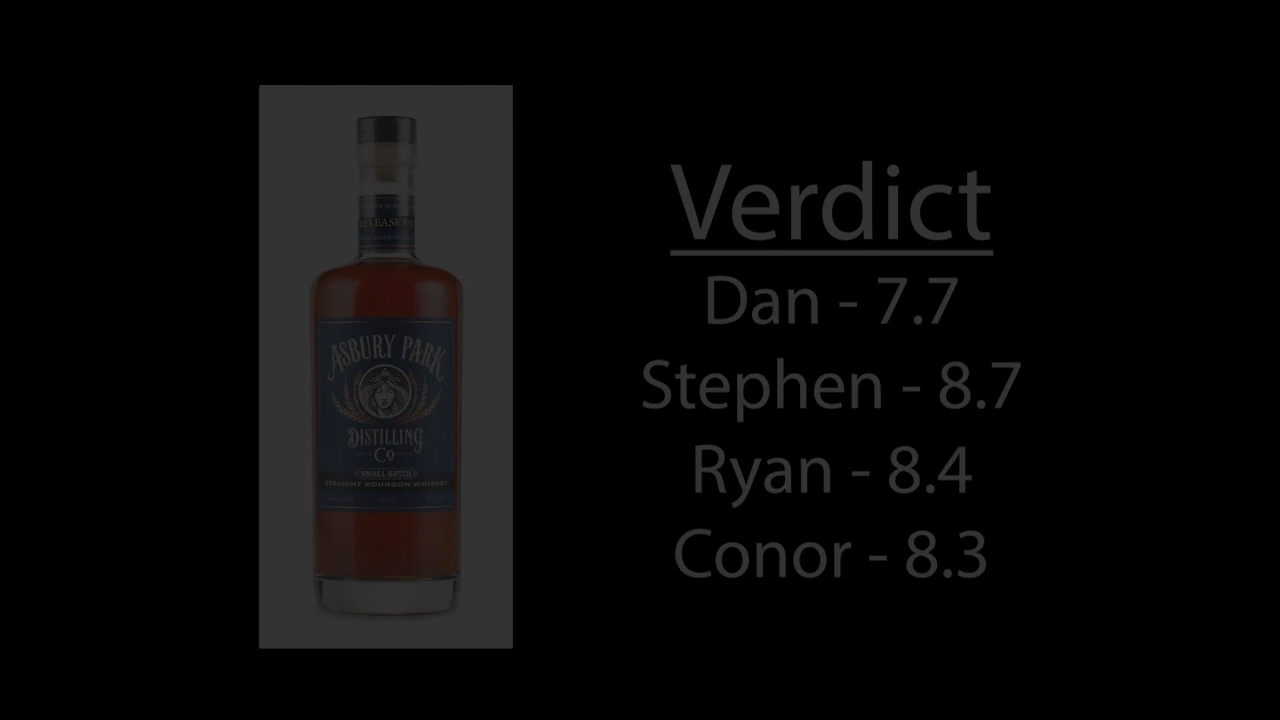 RELEASE
ASBURY PARK
DISTILLING
Co
SMALL BATCH
STRAIGHT BOURBON WHISKEY
Verdict
Dan - 7.7
Stephen - 8.7
Ryan - 8.4
Conor - 8.3